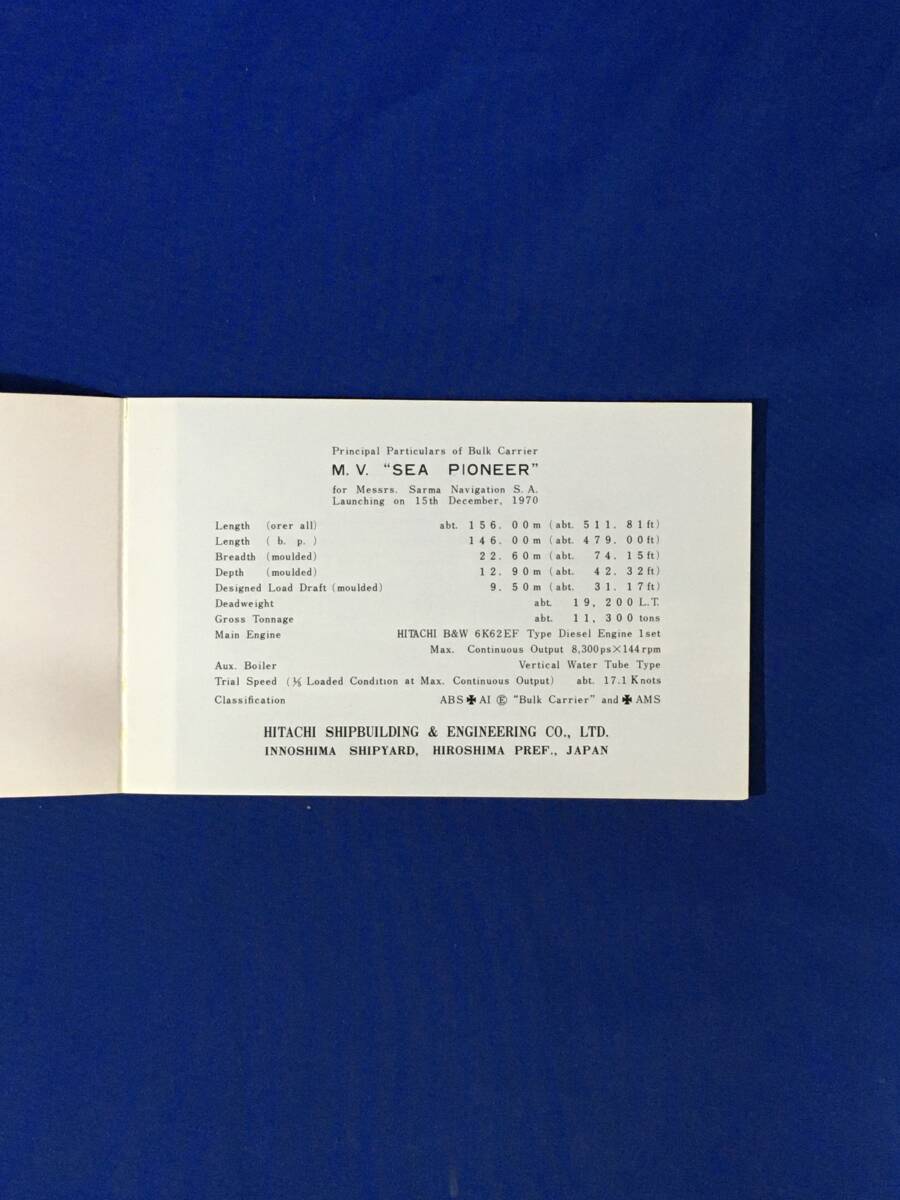 Principal Particulars of Bulk Carrier
M. V. “SEA PIONEER”
for Messrs. Sarma Navigation S. A.
Launching on 15th December, 1970
Length (orer all) abt. 156.00m (abt. 511.81ft)
Length ( b. p. ) 146.00m (abt. 479.00ft)
Breadth (moulded) 22.60m (abt. 74.15ft)
Depth (moulded) 12.90m (abt. 42.32ft)
Designed Load Draft (moulded) 9.50m (abt. 31.17ft)
Deadweight abt. 19,200 L.T.
Gross Tonnage abt. 11,300 tons
Main Engine HITACHI B&W 6K62EF Type Diesel Engine 1set
Max. Continuous Output 8,300ps×144rpm
Aux. Boiler Vertical Water Tube Type
Trial Speed ( Loaded Condition at Max. Continuous Output) abt. 17.1 Knots
Classification ABS ✠ AI Ⓔ “Bulk Carrier” and ✠ AMS
HITACHI SHIPBUILDING & ENGINEERING CO., LTD.
INNOSHIMA SHIPYARD, HIROSHIMA PREF., JAPAN